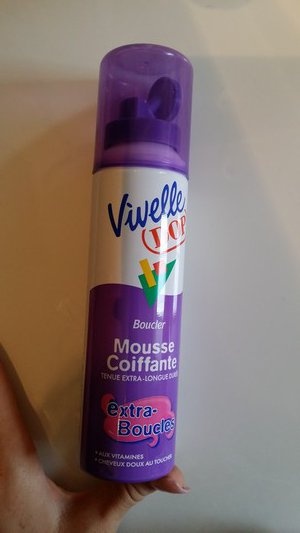 Vivelle
DOP
Boucler
Mousse
Coiffante
TENUE EXTRA-LONGUE DURÉE
extra-
Boucles
• AUX VITAMINES
• CHEVEUX DOUX AU TOUCHER